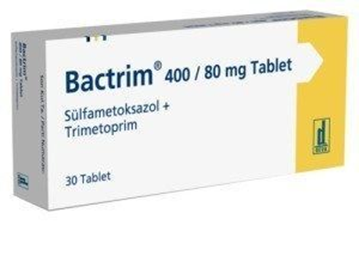 Bactrim® 400 / 80 mg Tablet
Sülfametoksazol +
Trimetoprim
30 Tablet